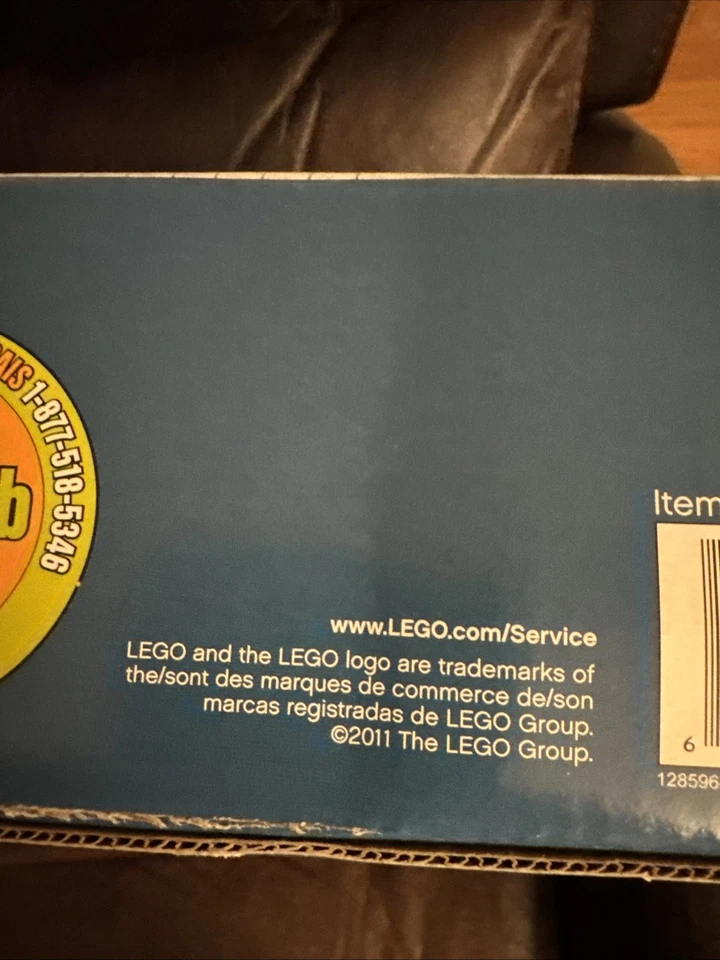 1-877-518-5346
b
Item
www.LEGO.com/Service
LEGO and the LEGO logo are trademarks of
the/sont des marques de commerce de/son
marcas registradas de LEGO Group.
©2011 The LEGO Group.
6
128596